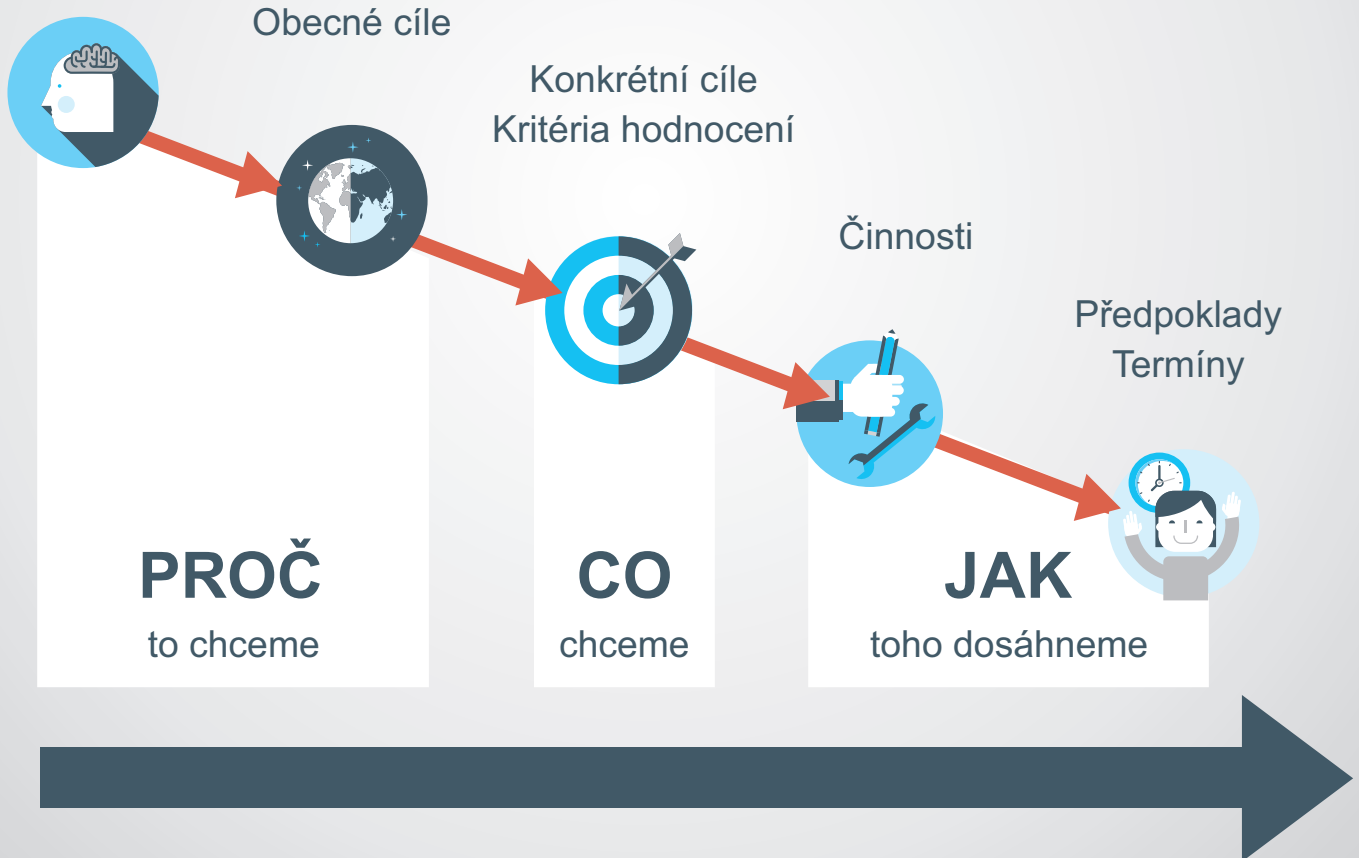 Obecné cíle
Konkrétní cíle
Kritéria hodnocení
Činnosti
Předpoklady
Termíny
PROČ
to chceme
CO
chceme
JAK
toho dosáhneme